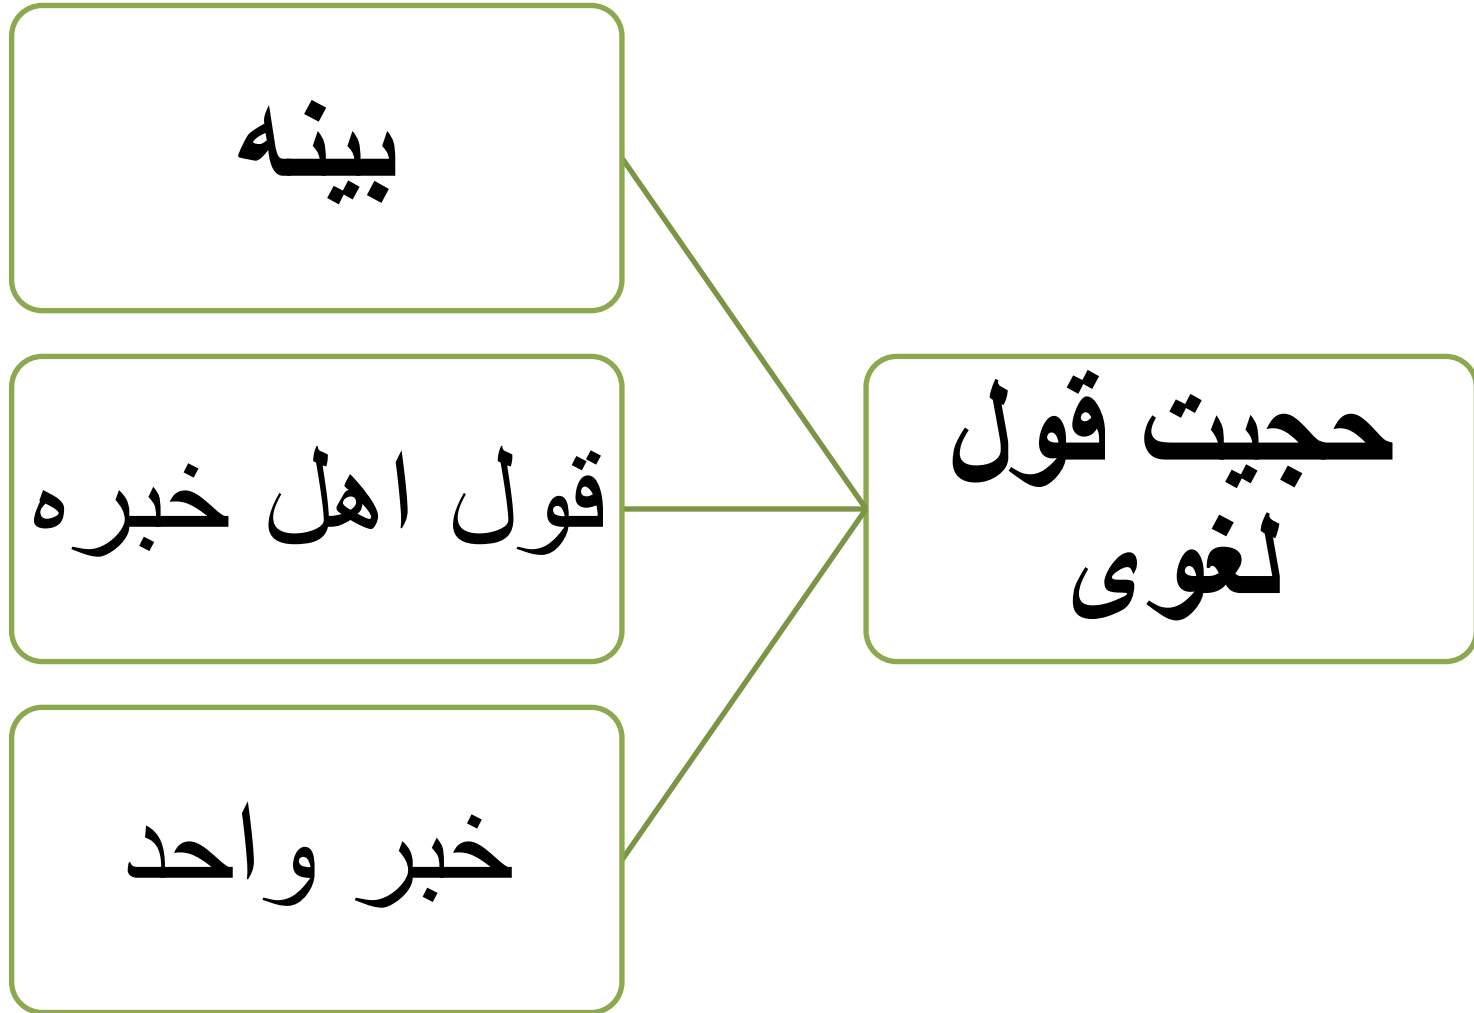 حجیت قول
لغوی
بینه
قول اهل خبره
خبر واحد